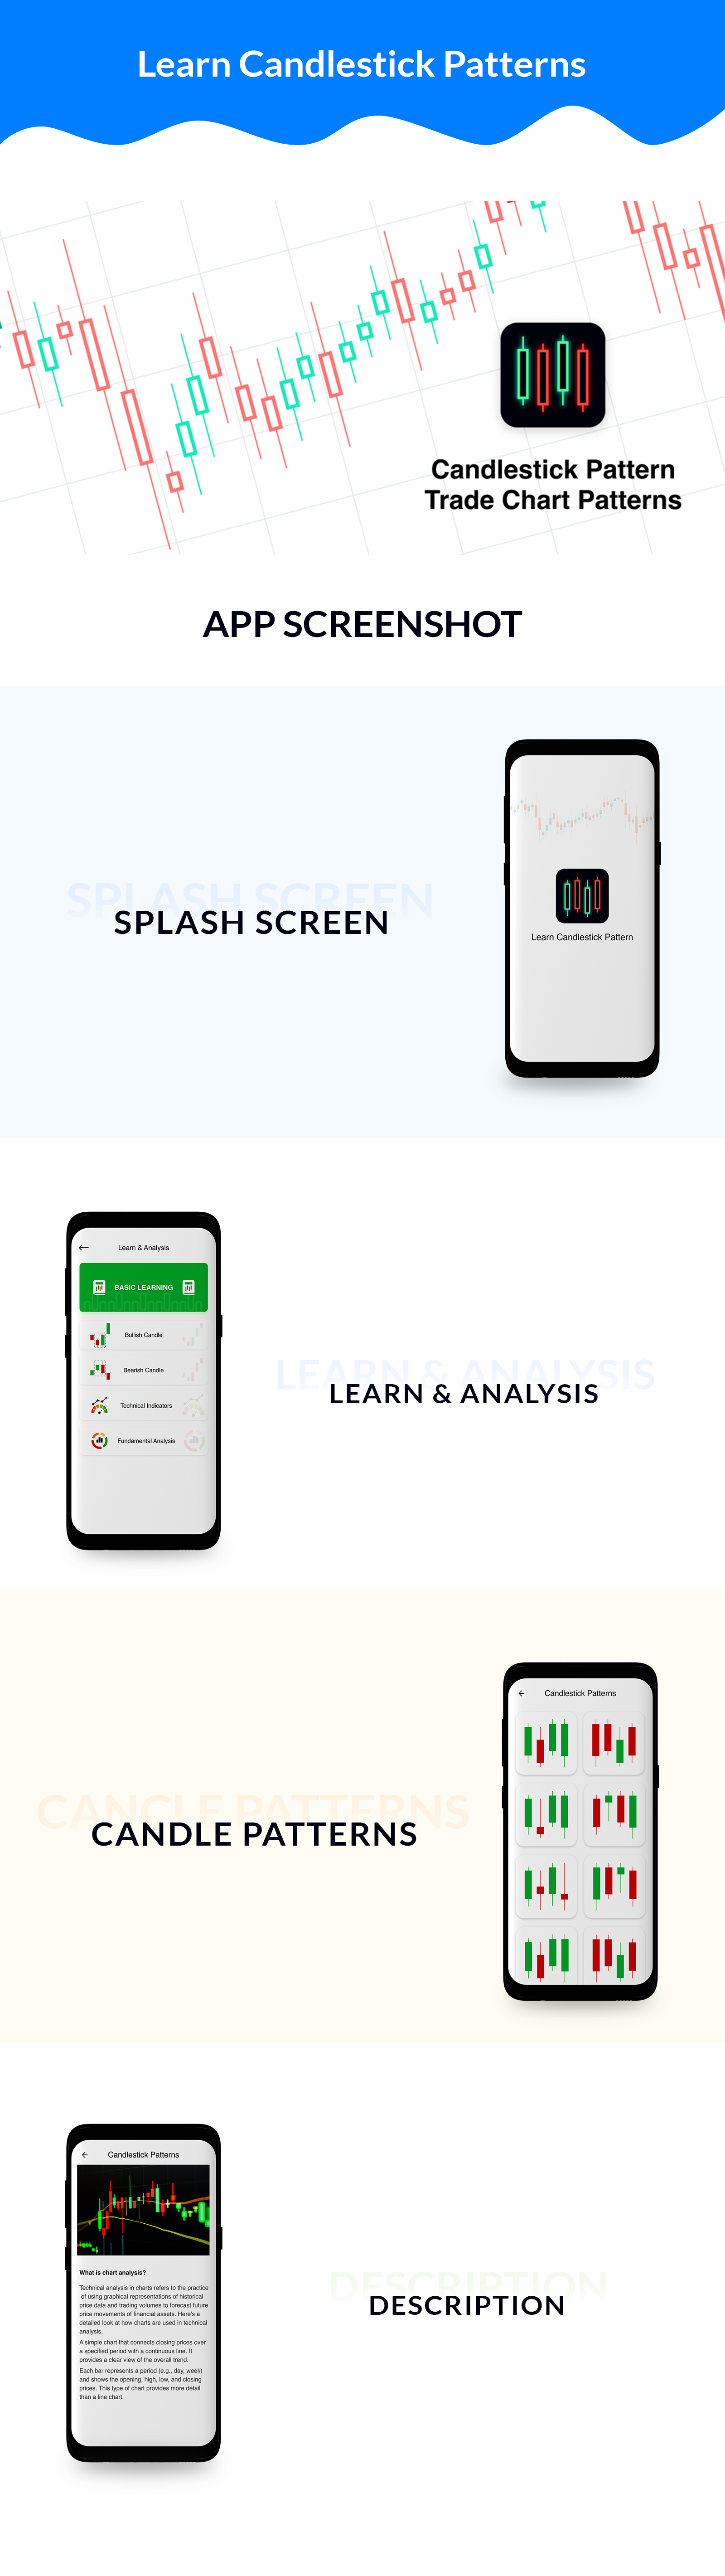 Learn Candlestick Patterns
Candlestick Pattern
Trade Chart Patterns
APP SCREENSHOT
SPLASH SCREEN
SPLASH SCREEN
Learn Candlestick Pattern
Learn & Analysis
BASIC LEARNING
Bullish Candle
Bearish Candle
Technical Indicators
Fundamental Analysis
LEARN & ANALYSIS
LEARN & ANALYSIS
Candlestick Patterns
CANCLE PATTERNS
CANDLE PATTERNS
Candlestick Patterns
What is chart analysis?
Technical analysis in charts refers to the practice
of using graphical representations of historical
price data and trading volumes to forecast future
price movements of financial assets. Here's a
detailed look at how charts are used in technical
analysis.
A simple chart that connects closing prices over
a specified period with a continuous line. It
provides a clear view of the overall trend.
Each bar represents a period (e.g., day, week)
and shows the opening, high, low, and closing
prices. This type of chart provides more detail
than a line chart.
DESCRIPTION
DESCRIPTION